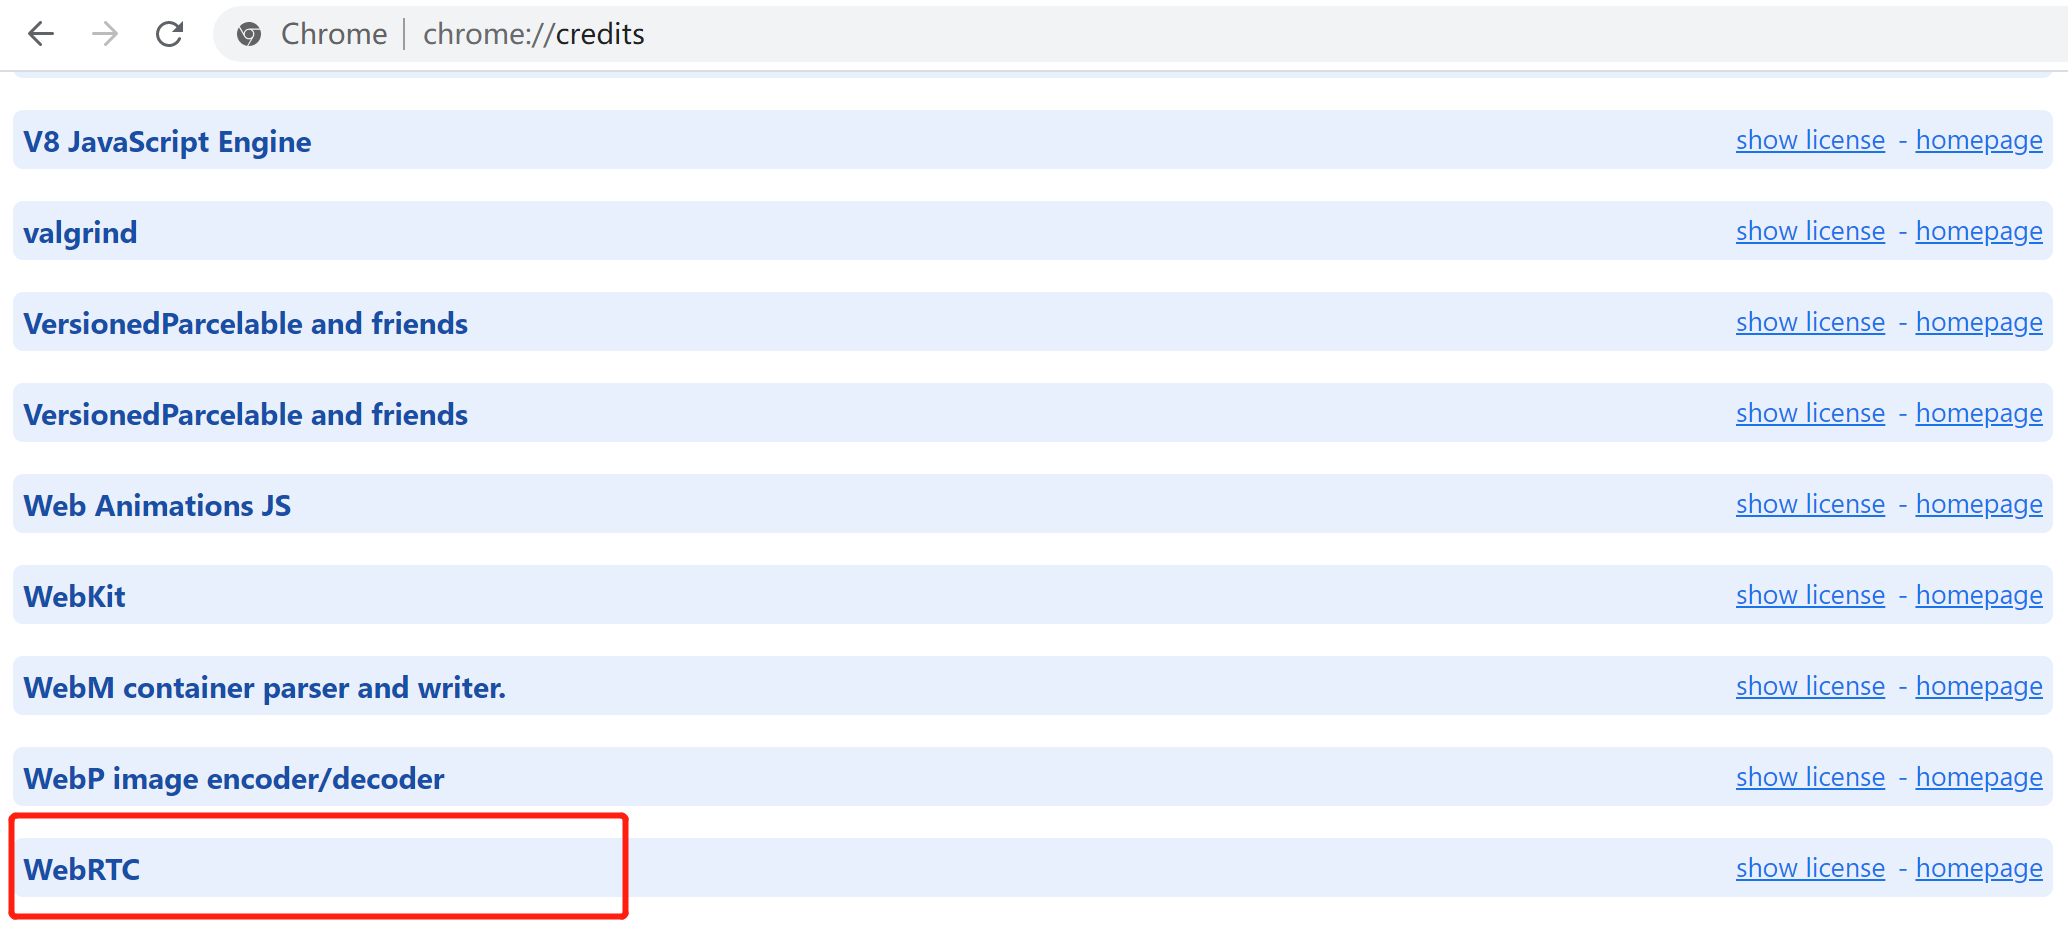 Chrome | chrome://credits
V8 JavaScript Engine show license - homepage
valgrind show license - homepage
VersionedParcelable and friends show license - homepage
VersionedParcelable and friends show license - homepage
Web Animations JS show license - homepage
WebKit show license - homepage
WebM container parser and writer. show license - homepage
WebP image encoder/decoder show license - homepage
WebRTC show license - homepage